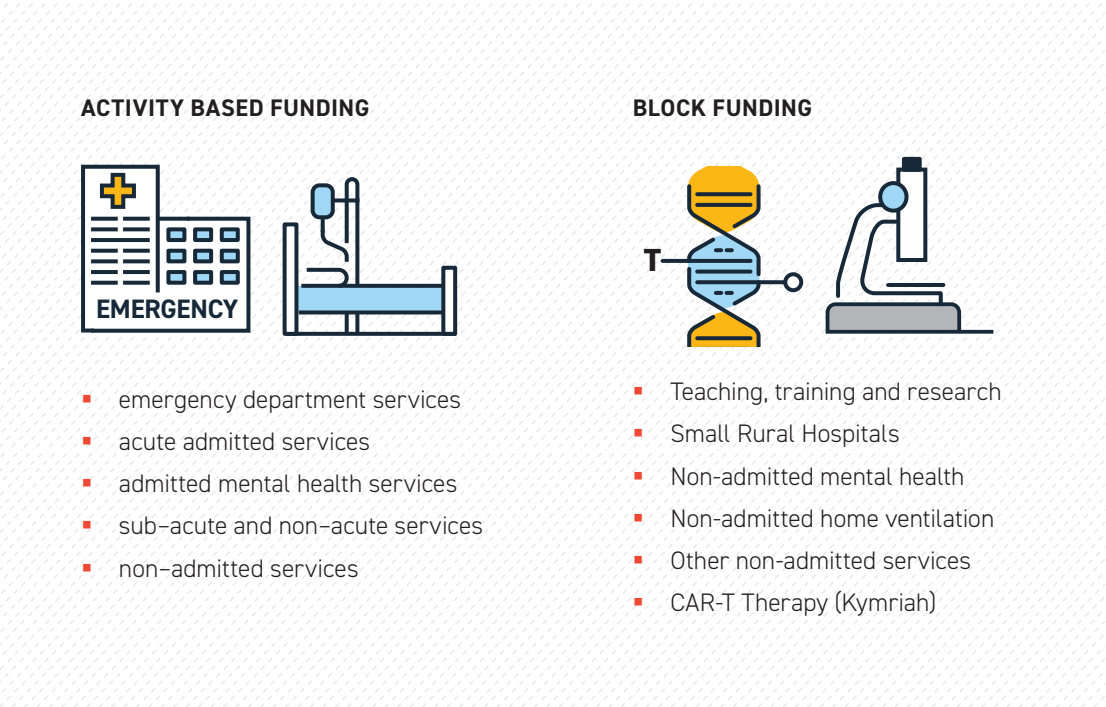 ACTIVITY BASED FUNDING
EMERGENCY
▪ emergency department services
▪ acute admitted services
▪ admitted mental health services
▪ sub–acute and non–acute services
▪ non–admitted services
BLOCK FUNDING
T
▪ Teaching, training and research
▪ Small Rural Hospitals
▪ Non-admitted mental health
▪ Non-admitted home ventilation
▪ Other non-admitted services
▪ CAR-T Therapy (Kymriah)